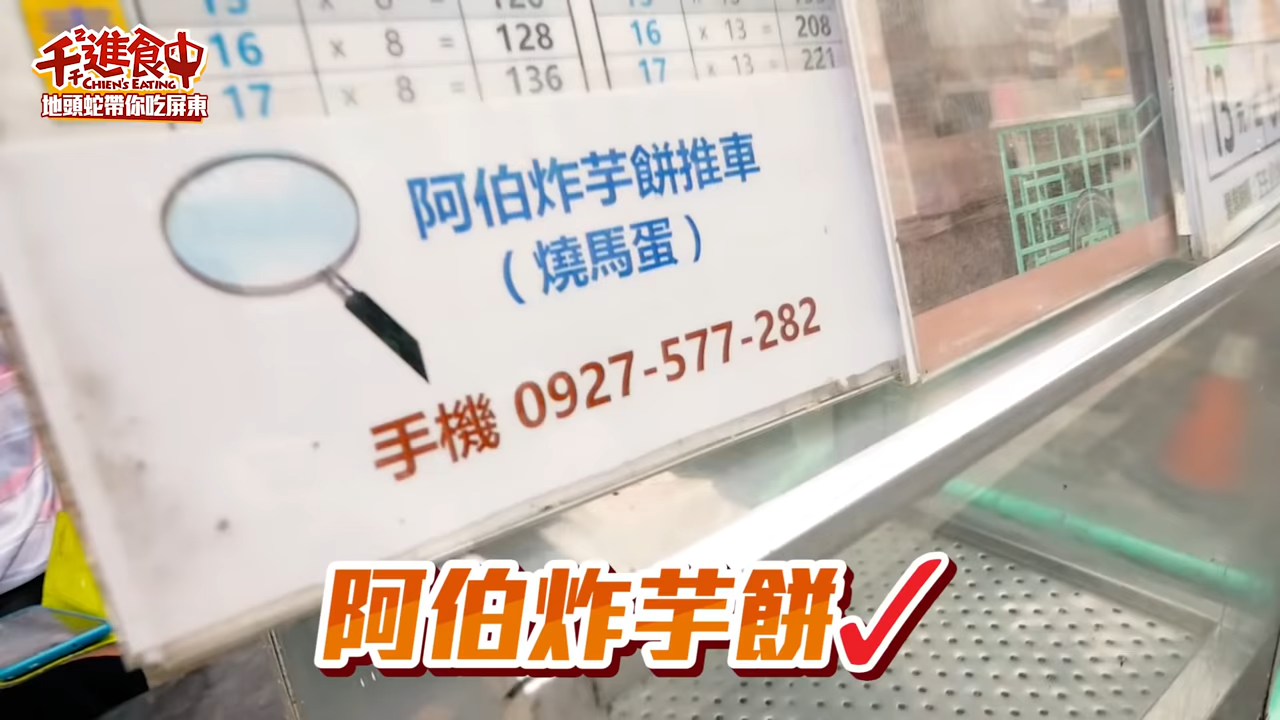 千千進食中
CHIEN'S EATING
地頭蛇帶你吃屏東
16 x 8 = 128
17 x 8 = 136
16 x 13 = 208
17 x 13 = 221
阿伯炸芋餅推車
（燒馬蛋）
手機 0927-577-282
阿伯炸芋餅